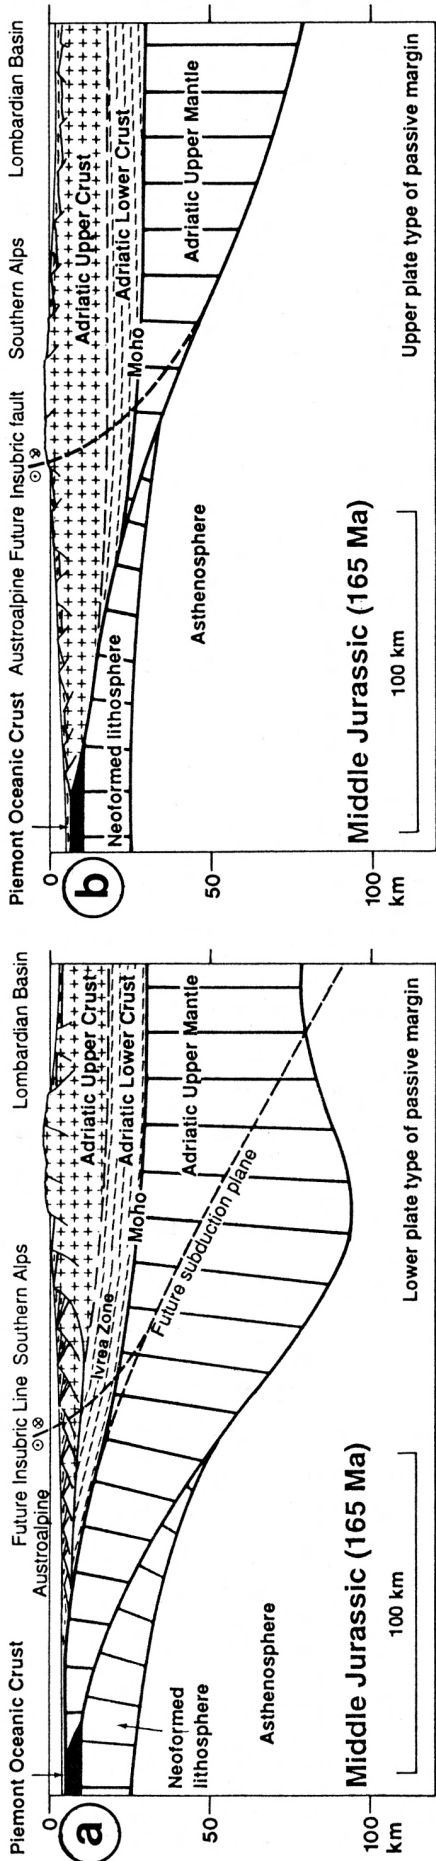 Piemont Oceanic Crust
Future Insubric Line
Southern Alps
Lombardian Basin
Austroalpine
0
50
100
km
a
Adriatic Upper Crust
Adriatic Lower Crust
Ivrea Zone
Moho
Adriatic Upper Mantle
Future subduction plane
Neoformed
lithosphere
Asthenosphere
Middle Jurassic (165 Ma)
100 km
Lower plate type of passive margin
Piemont Oceanic Crust
Austroalpine
Future Insubric fault
Southern Alps
Lombardian Basin
0
50
100
km
b
Adriatic Upper Crust
Adriatic Lower Crust
Moho
Adriatic Upper Mantle
Neoformed lithosphere
Asthenosphere
Middle Jurassic (165 Ma)
100 km
Upper plate type of passive margin